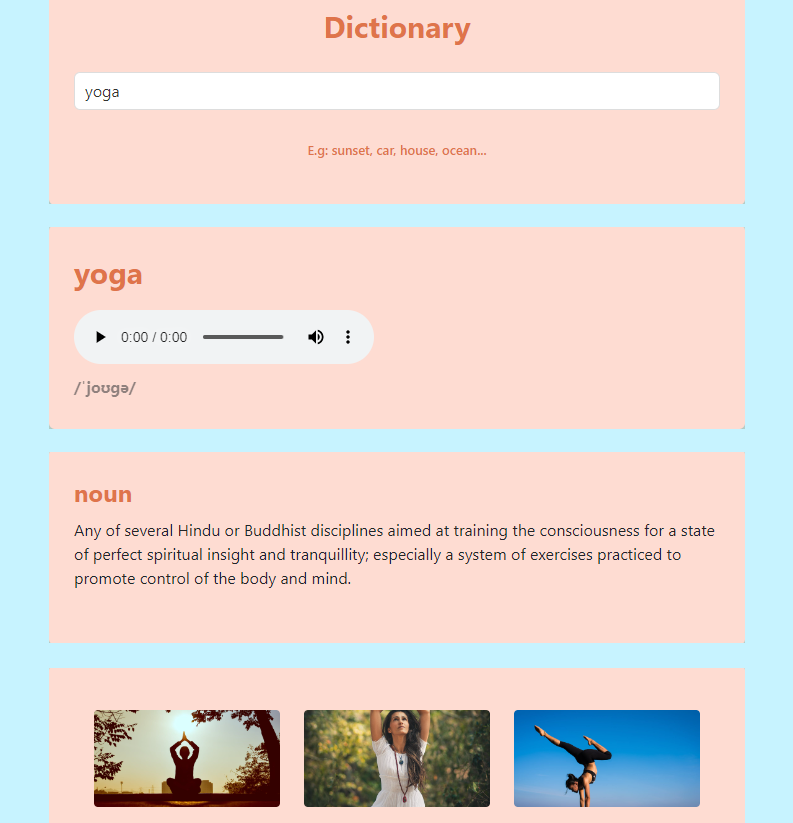 Dictionary
yoga
E.g: sunset, car, house, ocean...
yoga
0:00 / 0:00
/ˈjoʊɡə/
noun
Any of several Hindu or Buddhist disciplines aimed at training the consciousness for a state
of perfect spiritual insight and tranquillity; especially a system of exercises practiced to
promote control of the body and mind.